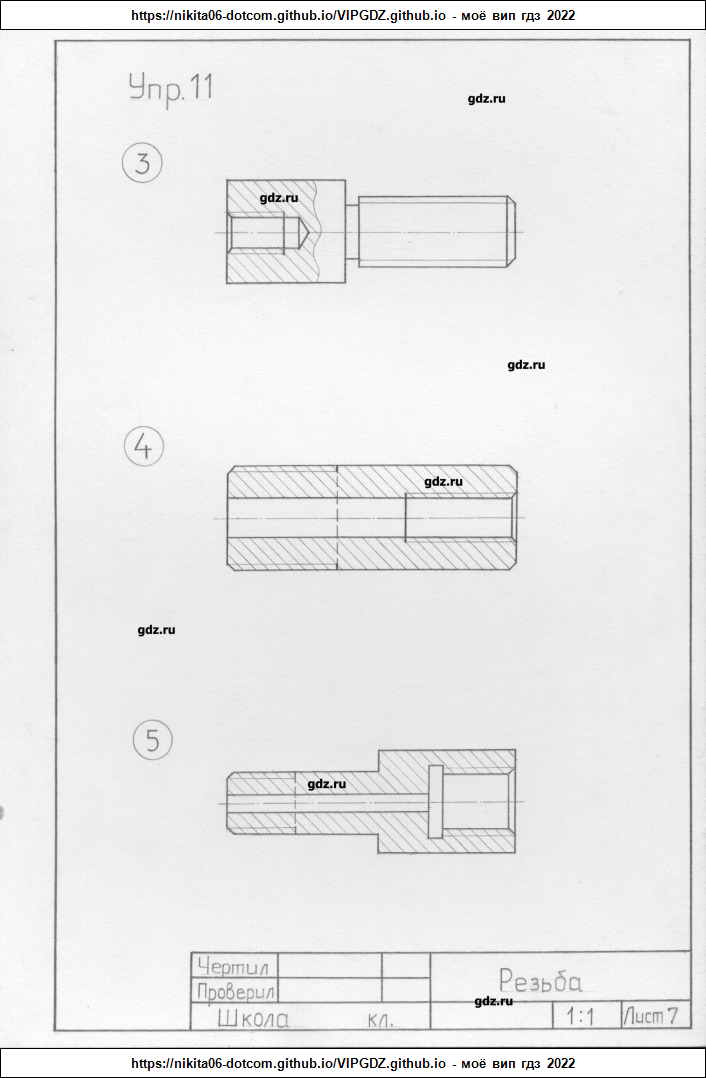 https://nikita06-dotcom.github.io/VIPGDZ.github.io - моё вип гдз 2022
Упр.11
gdz.ru
3
gdz.ru
gdz.ru
4
gdz.ru
gdz.ru
5
gdz.ru
Чертил
Резьба
Проверил
gdz.ru
Школа кл. 1:1 Лист 7
https://nikita06-dotcom.github.io/VIPGDZ.github.io - моё вип гдз 2022